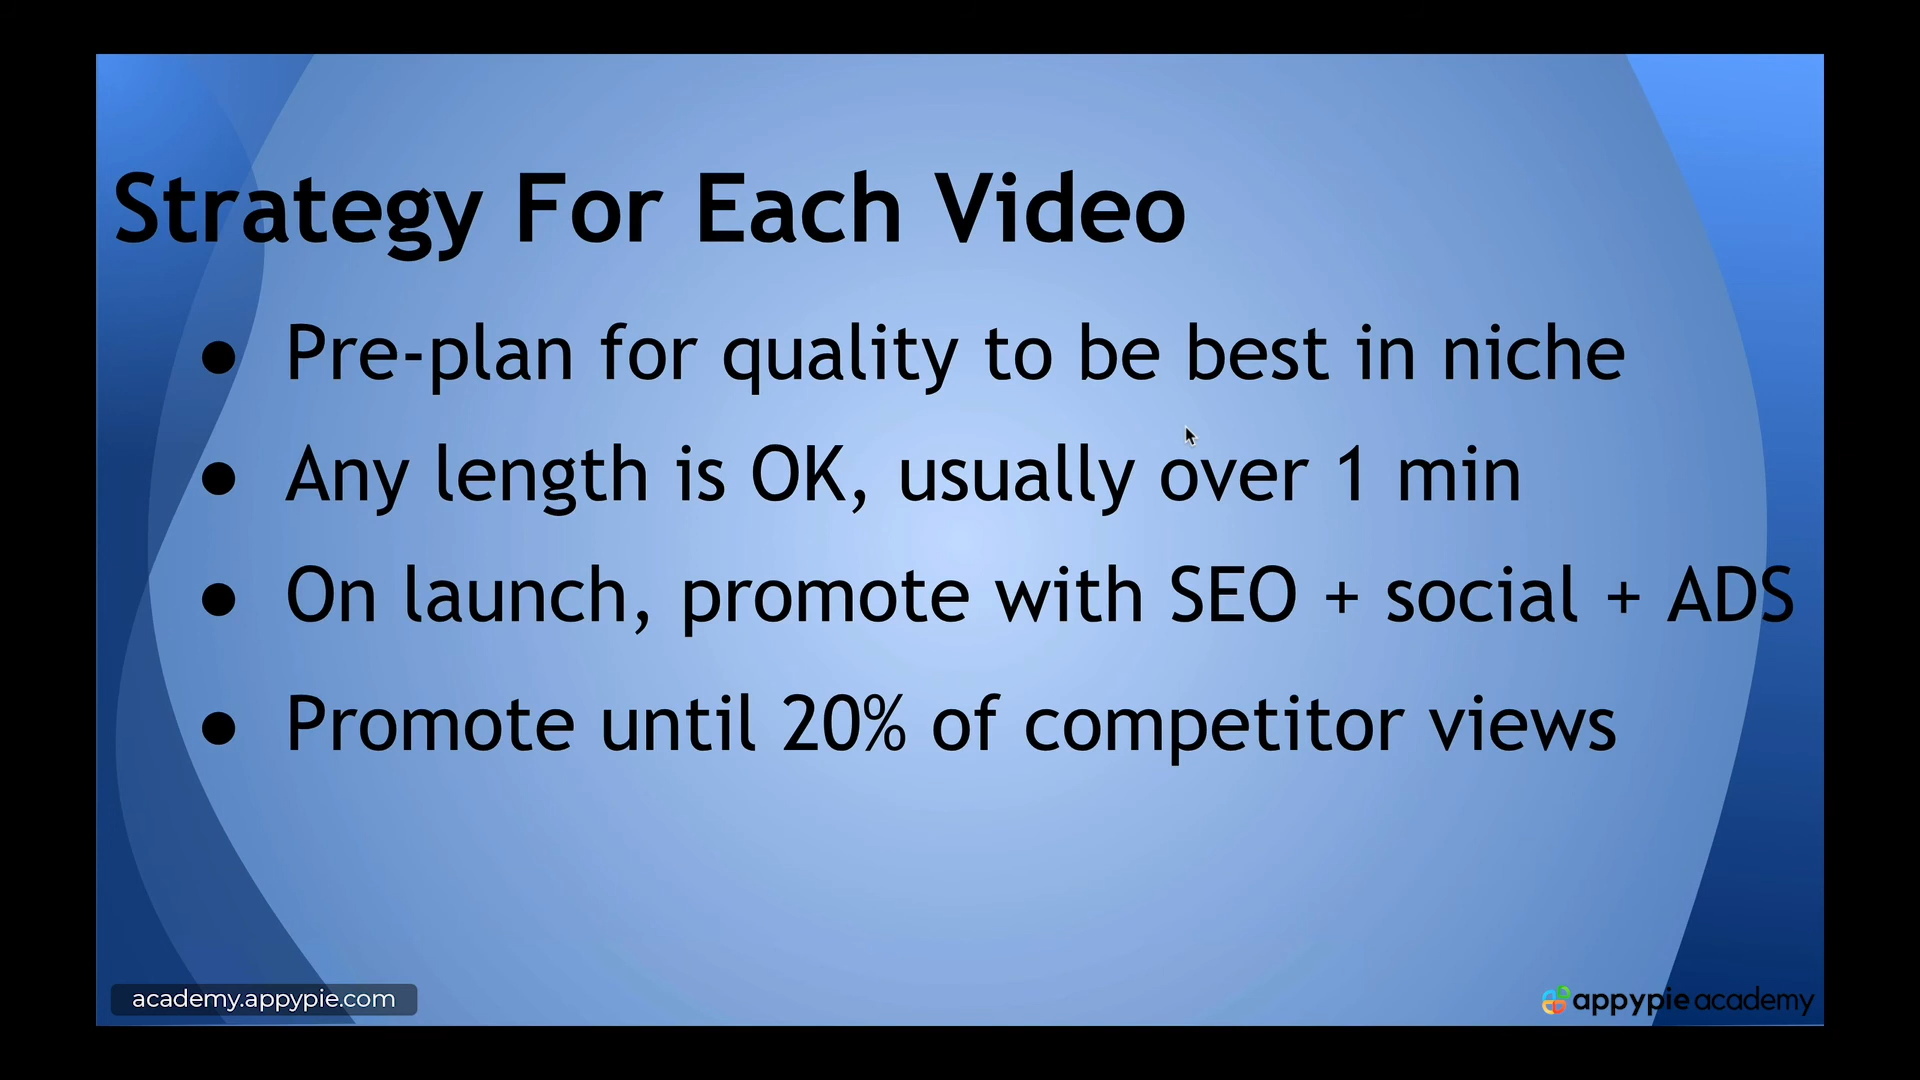 Strategy For Each Video
● Pre-plan for quality to be best in niche
● Any length is OK, usually over 1 min
● On launch, promote with SEO + social + ADS
● Promote until 20% of competitor views
academy.appypie.com
appypie academy